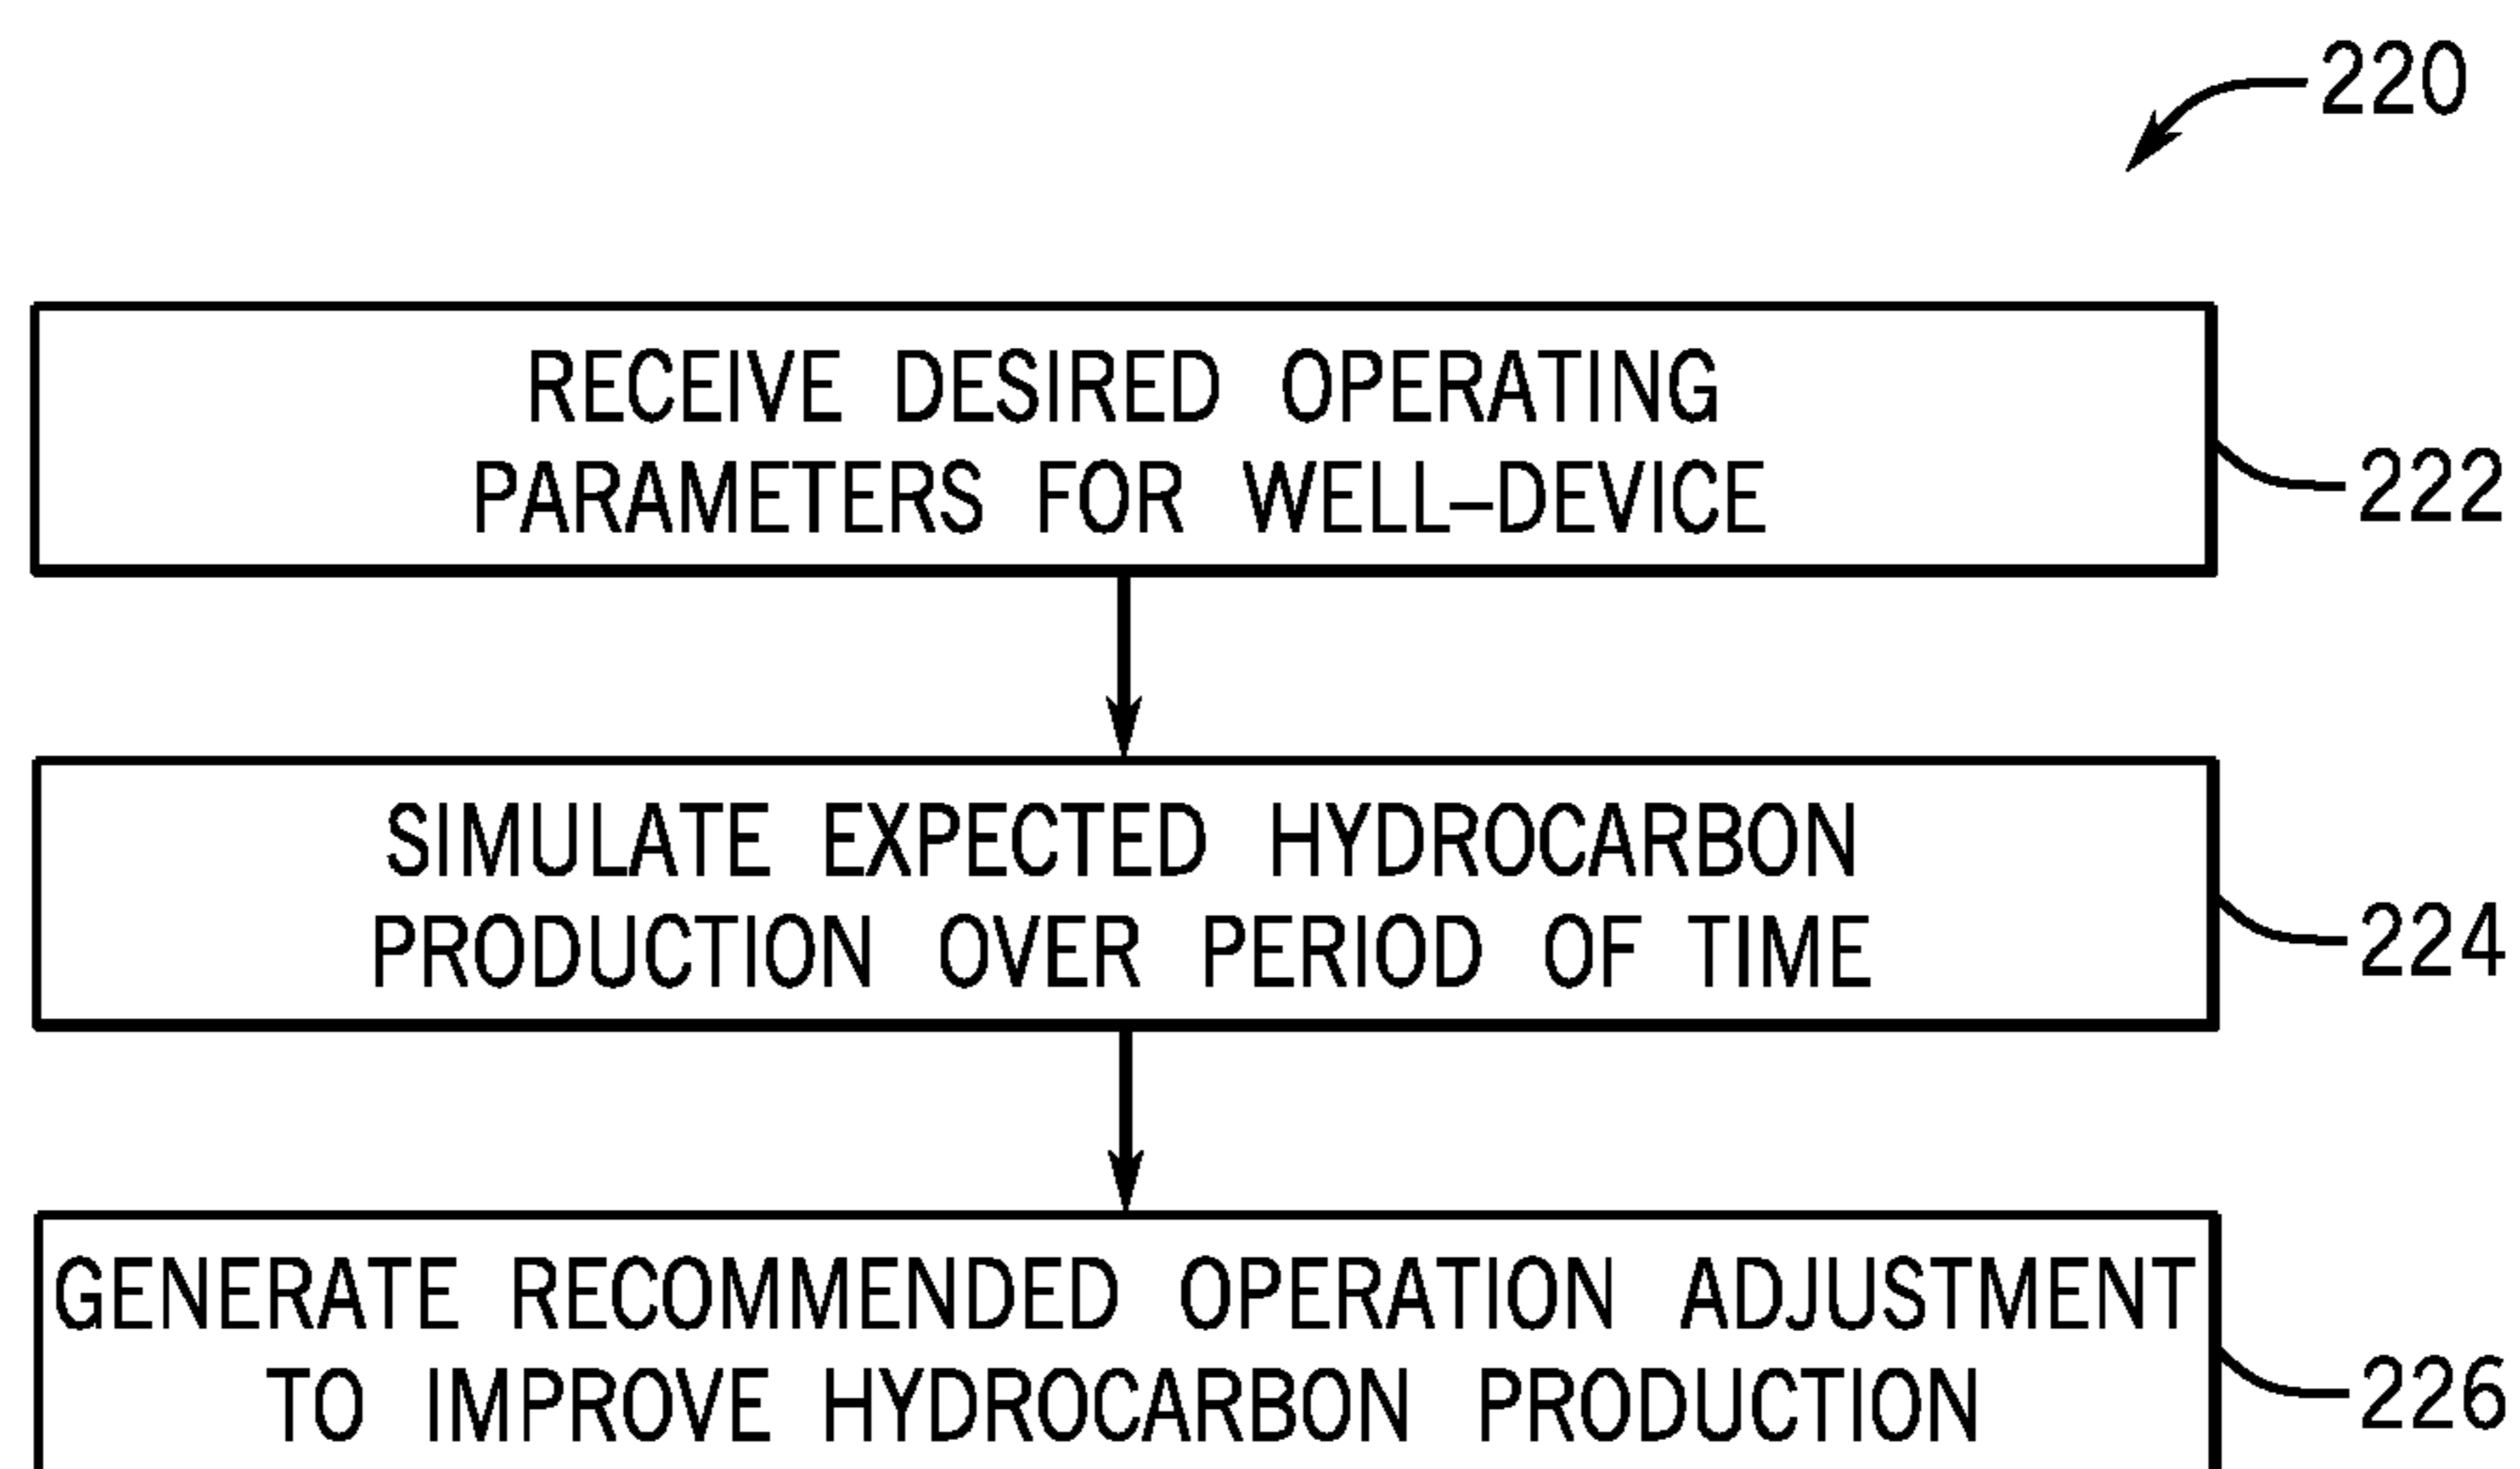 220
RECEIVE DESIRED OPERATING
PARAMETERS FOR WELL–DEVICE
222
SIMULATE EXPECTED HYDROCARBON
PRODUCTION OVER PERIOD OF TIME
224
GENERATE RECOMMENDED OPERATION ADJUSTMENT
TO IMPROVE HYDROCARBON PRODUCTION
226